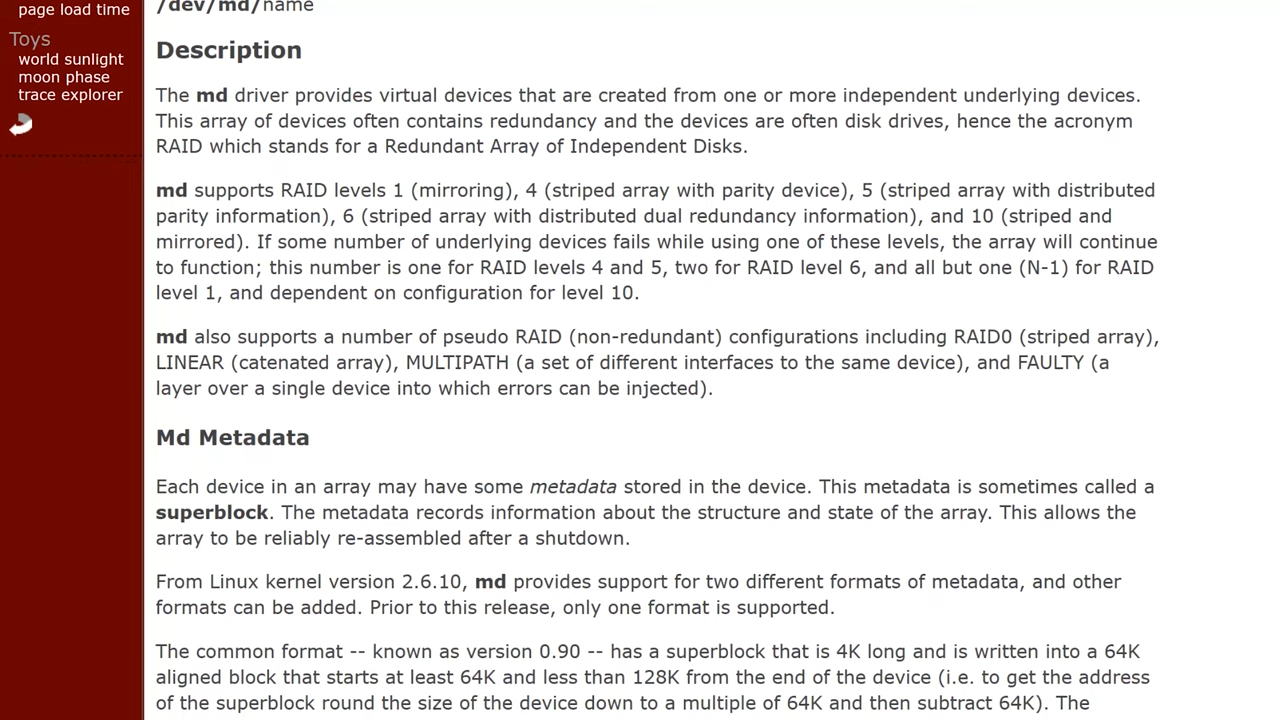 page load time
Toys
world sunlight
moon phase
trace explorer
/dev/md/name
Description
The md driver provides virtual devices that are created from one or more independent underlying devices.
This array of devices often contains redundancy and the devices are often disk drives, hence the acronym
RAID which stands for a Redundant Array of Independent Disks.
md supports RAID levels 1 (mirroring), 4 (striped array with parity device), 5 (striped array with distributed
parity information), 6 (striped array with distributed dual redundancy information), and 10 (striped and
mirrored). If some number of underlying devices fails while using one of these levels, the array will continue
to function; this number is one for RAID levels 4 and 5, two for RAID level 6, and all but one (N-1) for RAID
level 1, and dependent on configuration for level 10.
md also supports a number of pseudo RAID (non-redundant) configurations including RAID0 (striped array),
LINEAR (catenated array), MULTIPATH (a set of different interfaces to the same device), and FAULTY (a
layer over a single device into which errors can be injected).
Md Metadata
Each device in an array may have some metadata stored in the device. This metadata is sometimes called a
superblock. The metadata records information about the structure and state of the array. This allows the
array to be reliably re-assembled after a shutdown.
From Linux kernel version 2.6.10, md provides support for two different formats of metadata, and other
formats can be added. Prior to this release, only one format is supported.
The common format -- known as version 0.90 -- has a superblock that is 4K long and is written into a 64K
aligned block that starts at least 64K and less than 128K from the end of the device (i.e. to get the address
of the superblock round the size of the device down to a multiple of 64K and then subtract 64K). The